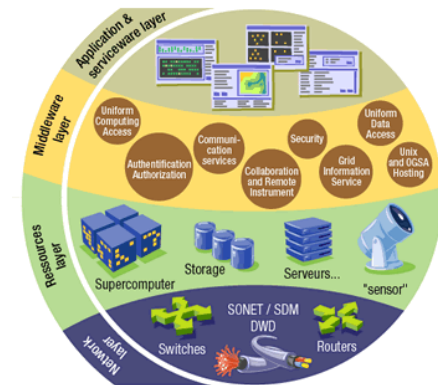 Application &
serviceware layer
Middleware
layer
Uniform
Computing
Access
Authentification
Authorization
Communi-
cation
services
Collaboration
and Remote
Instrument
Security
Grid
Information
Service
Uniform
Data
Access
Unix
and OGSA
Hosting
Ressources
layer
Supercomputer
Storage
Serveurs...
"sensor"
Network
layer
Switches
SONET / SDM
DWD
Routers